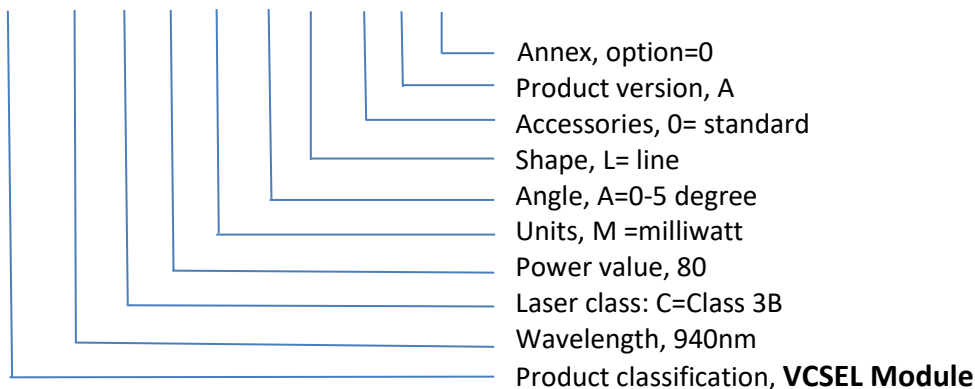 Annex, option=0
Product version, A
Accessories, 0= standard
Shape, L= line
Angle, A=0-5 degree
Units, M =milliwatt
Power value, 80
Laser class: C=Class 3B
Wavelength, 940nm
Product classification, VCSEL Module